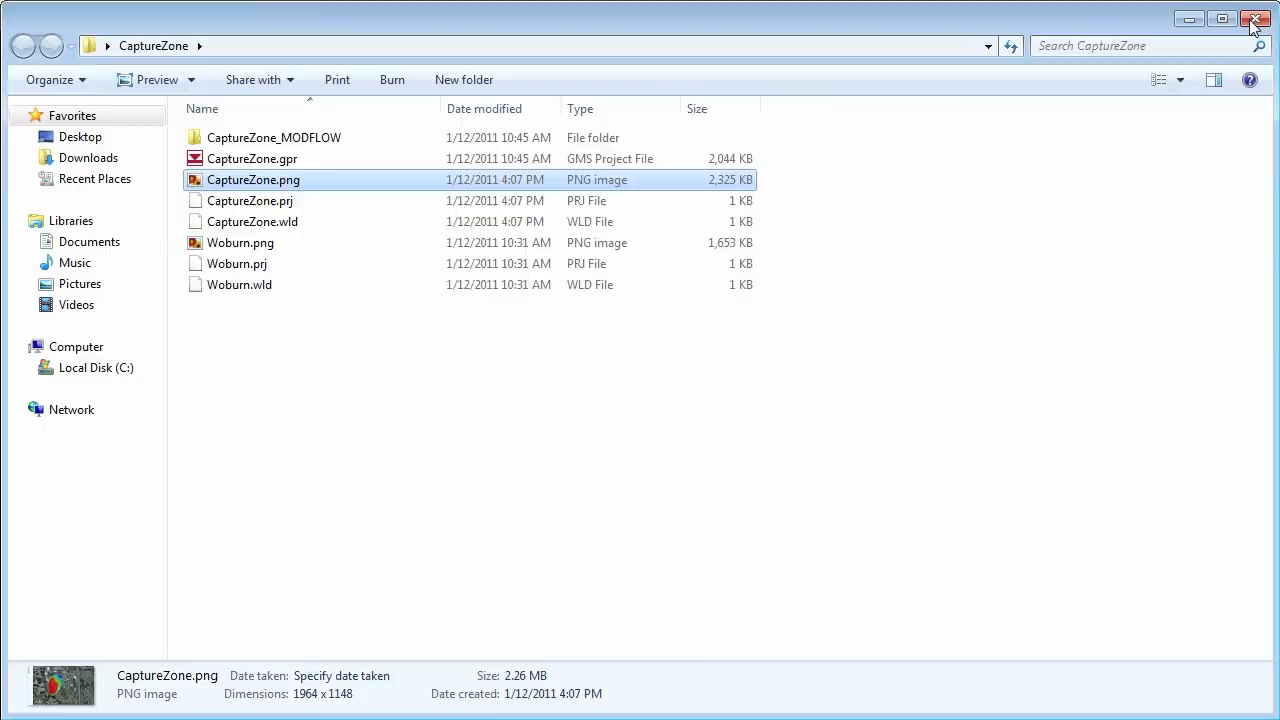 CaptureZone
Search CaptureZone
Organize Preview Share with Print Burn New folder
Name Date modified Type Size
Favorites
Desktop
Downloads
Recent Places
Libraries
Documents
Music
Pictures
Videos
Computer
Local Disk (C:)
Network
CaptureZone_MODFLOW 1/12/2011 10:45 AM File folder
CaptureZone.gpr 1/12/2011 10:45 AM GMS Project File 2,044 KB
CaptureZone.png 1/12/2011 4:07 PM PNG image 2,325 KB
CaptureZone.prj 1/12/2011 4:07 PM PRJ File 1 KB
CaptureZone.wld 1/12/2011 4:07 PM WLD File 1 KB
Woburn.png 1/12/2011 10:31 AM PNG image 1,653 KB
Woburn.prj 1/12/2011 10:31 AM PRJ File 1 KB
Woburn.wld 1/12/2011 10:31 AM WLD File 1 KB
CaptureZone.png Date taken: Specify date taken Size: 2.26 MB
PNG image Dimensions: 1964 x 1148 Date created: 1/12/2011 4:07 PM